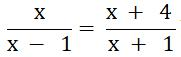 x / (x − 1) = (x + 4) / (x + 1)